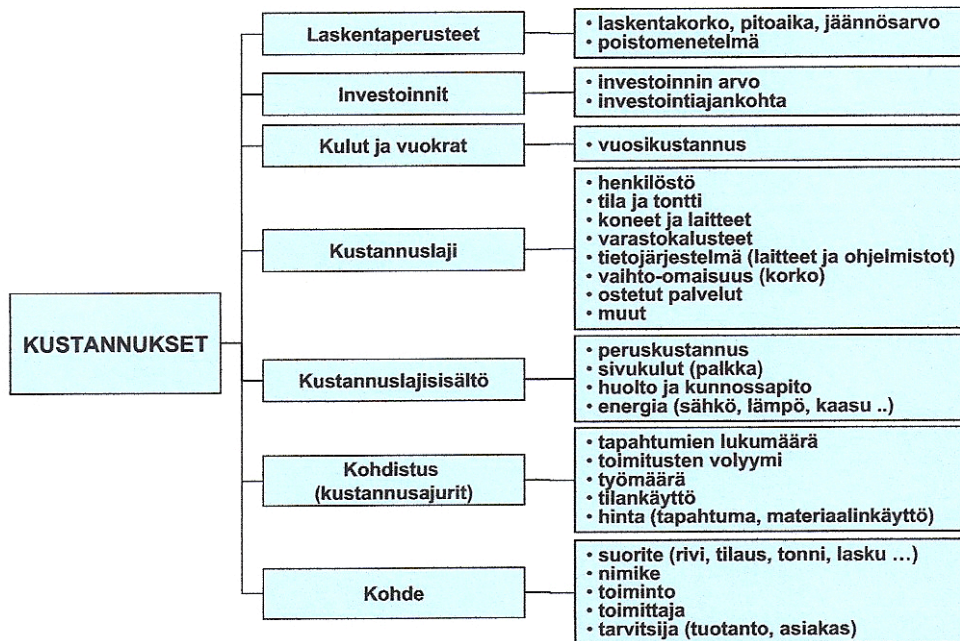 KUSTANNUKSET
Laskentaperusteet
• laskentakorko, pitoaika, jäännösarvo
• poistomenetelmä
Investoinnit
• investoinnin arvo
• investointiajankohta
Kulut ja vuokrat
• vuosikustannus
Kustannuslaji
• henkilöstö
• tila ja tontti
• koneet ja laitteet
• varastokalusteet
• tietojärjestelmä (laitteet ja ohjelmistot)
• vaihto-omaisuus (korko)
• ostetut palvelut
• muut
Kustannuslajisisältö
• peruskustannus
• sivukulut (palkka)
• huolto ja kunnossapito
• energia (sähkö, lämpö, kaasu ..)
Kohdistus
(kustannusajurit)
• tapahtumien lukumäärä
• toimitusten volyymi
• työmäärä
• tilankäyttö
• hinta (tapahtuma, materiaalinkäyttö)
Kohde
• suorite (rivi, tilaus, tonni, lasku ...)
• nimike
• toiminto
• toimittaja
• tarvitsija (tuotanto, asiakas)